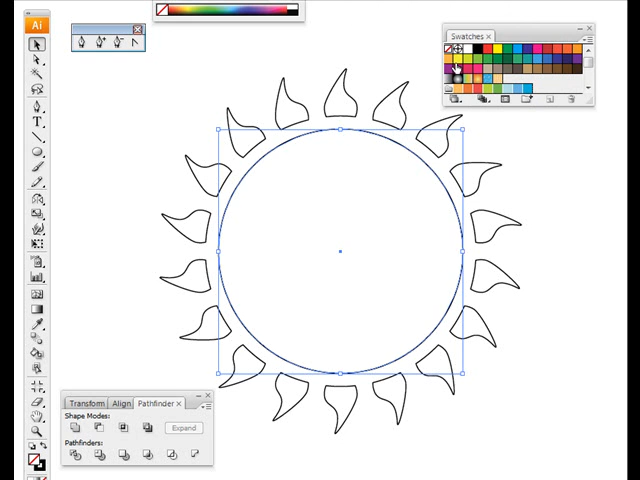 Ai
Swatches ×
T
Transform
Align
Pathfinder ×
Shape Modes:
Expand
Pathfinders: